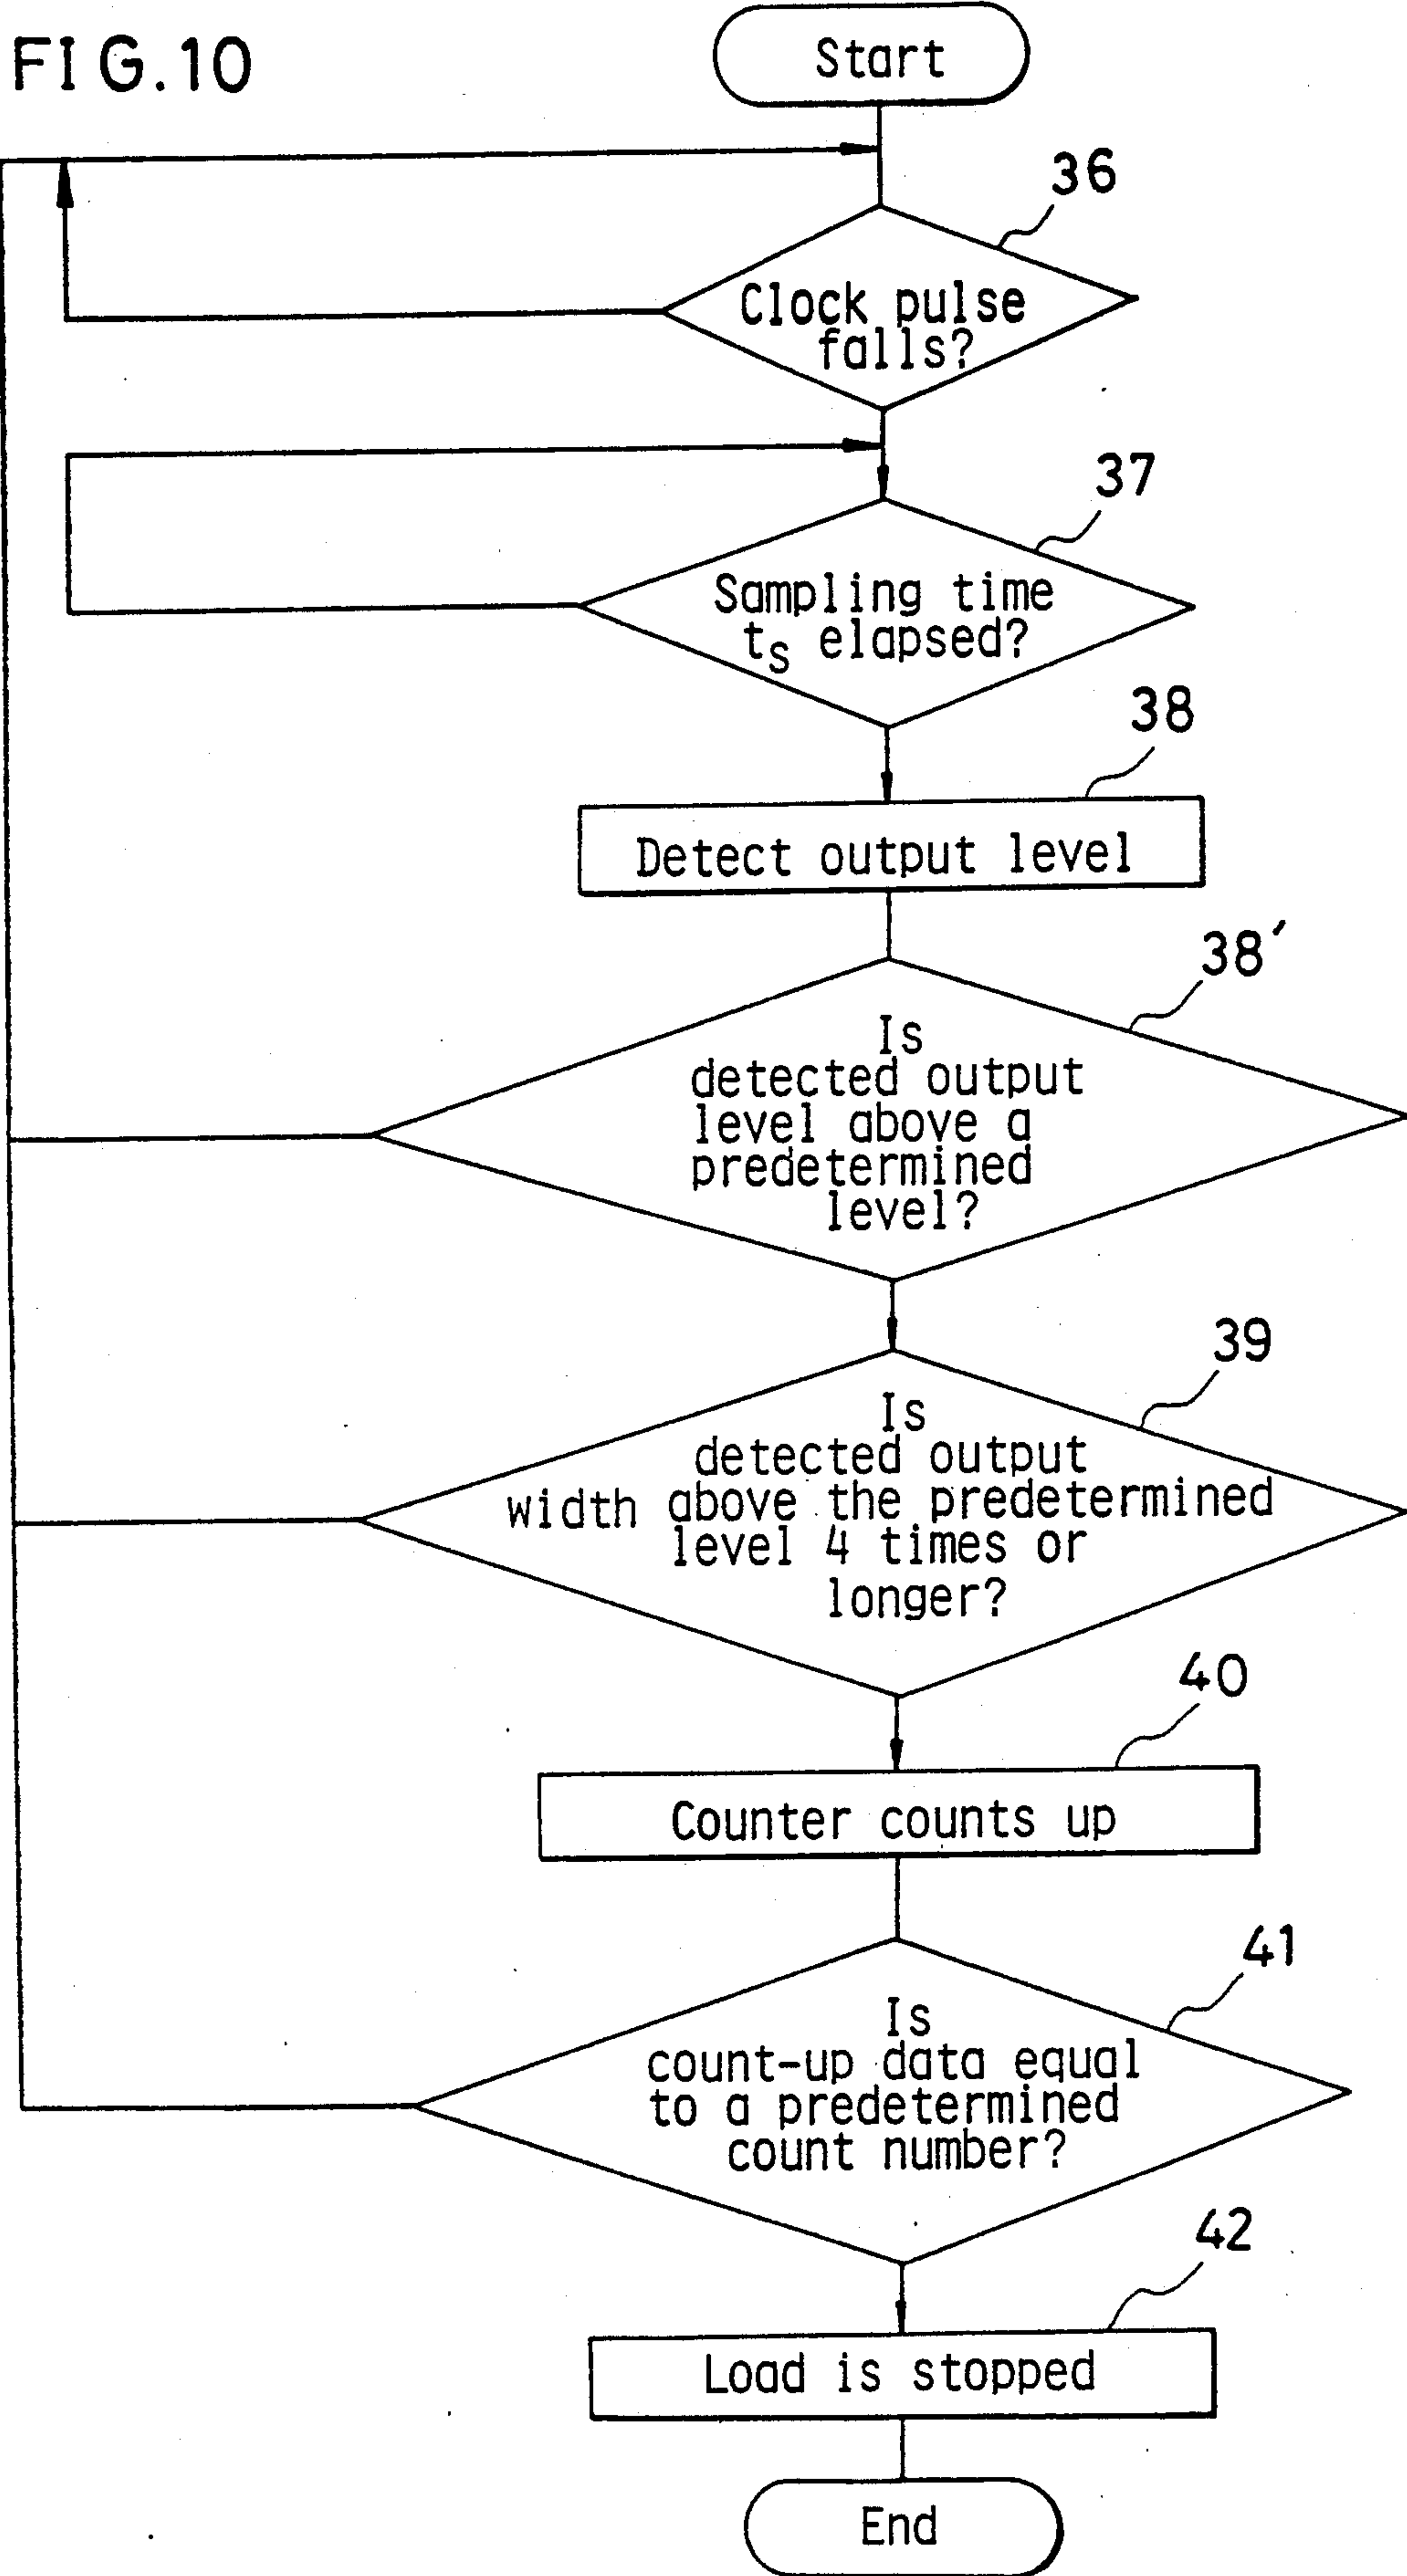 FIG.10
Start
36
Clock pulse
falls?
37
Sampling time
ts elapsed?
38
Detect output level
38'
Is
detected output
level above a
predetermined
level?
39
Is
detected output
width above the predetermined
level 4 times or
longer?
40
Counter counts up
41
Is
count-up data equal
to a predetermined
count number?
42
Load is stopped
End